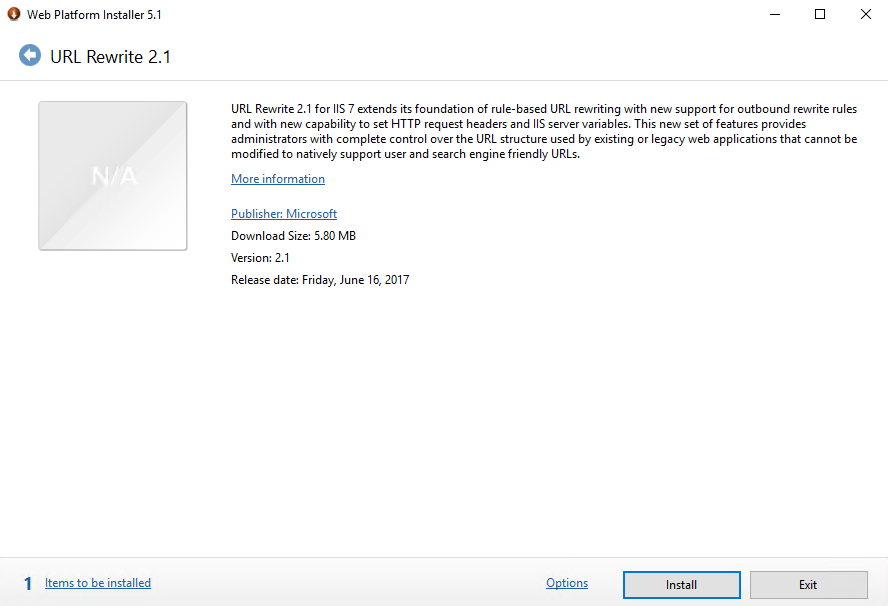 Web Platform Installer 5.1
URL Rewrite 2.1
N/A
URL Rewrite 2.1 for IIS 7 extends its foundation of rule-based URL rewriting with new support for outbound rewrite rules
and with new capability to set HTTP request headers and IIS server variables. This new set of features provides
administrators with complete control over the URL structure used by existing or legacy web applications that cannot be
modified to natively support user and search engine friendly URLs.
More information
Publisher: Microsoft
Download Size: 5.80 MB
Version: 2.1
Release date: Friday, June 16, 2017
1 Items to be installed
Options
Install
Exit